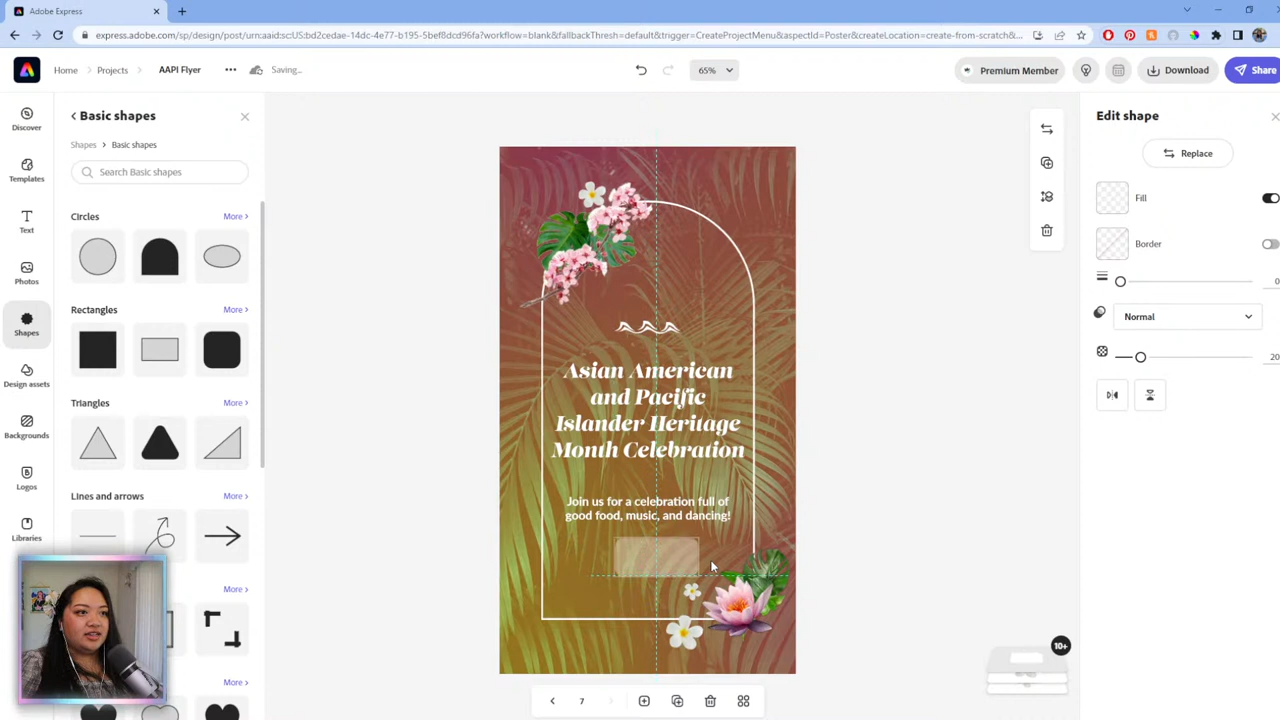 Adobe Express
express.adobe.com/sp/design/post/urn:aaid:sc:US:bd2cedae-14dc-4e77-b195-5bef8dcd96fa?workflow=blank&fallbackThresh=default&trigger=CreateProjectMenu&aspectId=Poster&createLocation=create-from-scratch&...
Home
Projects
AAPI Flyer
Saving...
65%
Premium Member
Download
Share
Discover
Templates
Text
Photos
Shapes
Design assets
Backgrounds
Logos
Libraries
Basic shapes
Shapes > Basic shapes
Search Basic shapes
Circles
More >
Rectangles
More >
Triangles
More >
Lines and arrows
More >
More >
More >
Asian American
and Pacific
Islander Heritage
Month Celebration
Join us for a celebration full of
good food, music, and dancing!
7
Edit shape
Replace
Fill
Border
0
Normal
20
10+